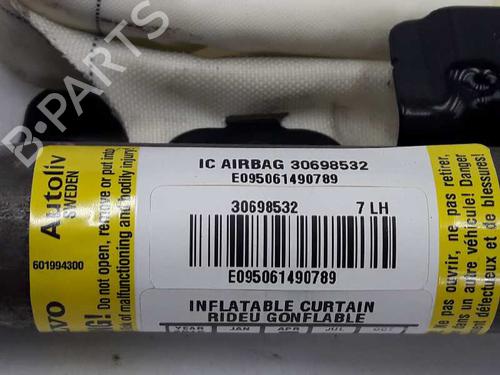 B-PARTS
IC AIRBAG 30698532
E095061490789
30698532 7 LH
E095061490789
INFLATABLE CURTAIN
RIDEU GONFLABLE
YEAR JAN APR JUL OCT
Autoliv
SWEDEN
601994300
Do not open, remove or put into
of malfunctioning and bodily injury!
Ne pas ouvrir, ne pas retirer,
dans un autre véhicule! Danger
détectueux et de blessures!